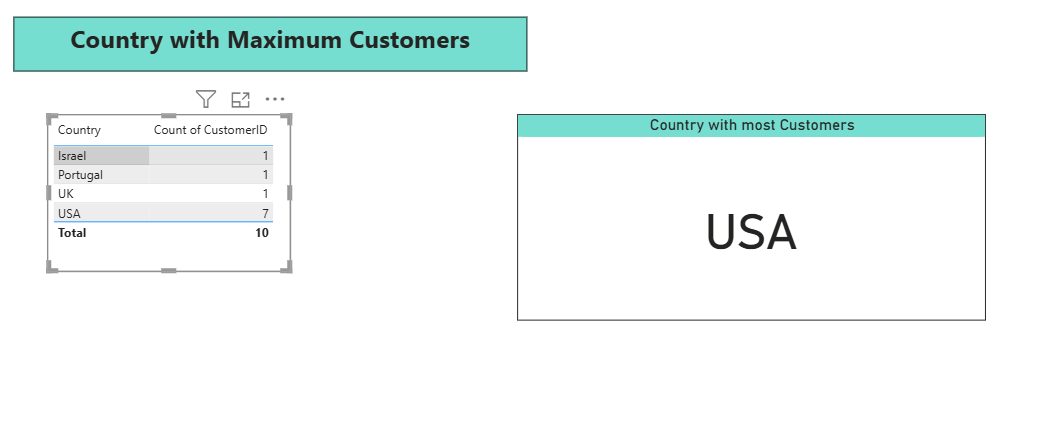 Country with Maximum Customers
Country Count of CustomerID
Israel 1
Portugal 1
UK 1
USA 7
Total 10
Country with most Customers
USA